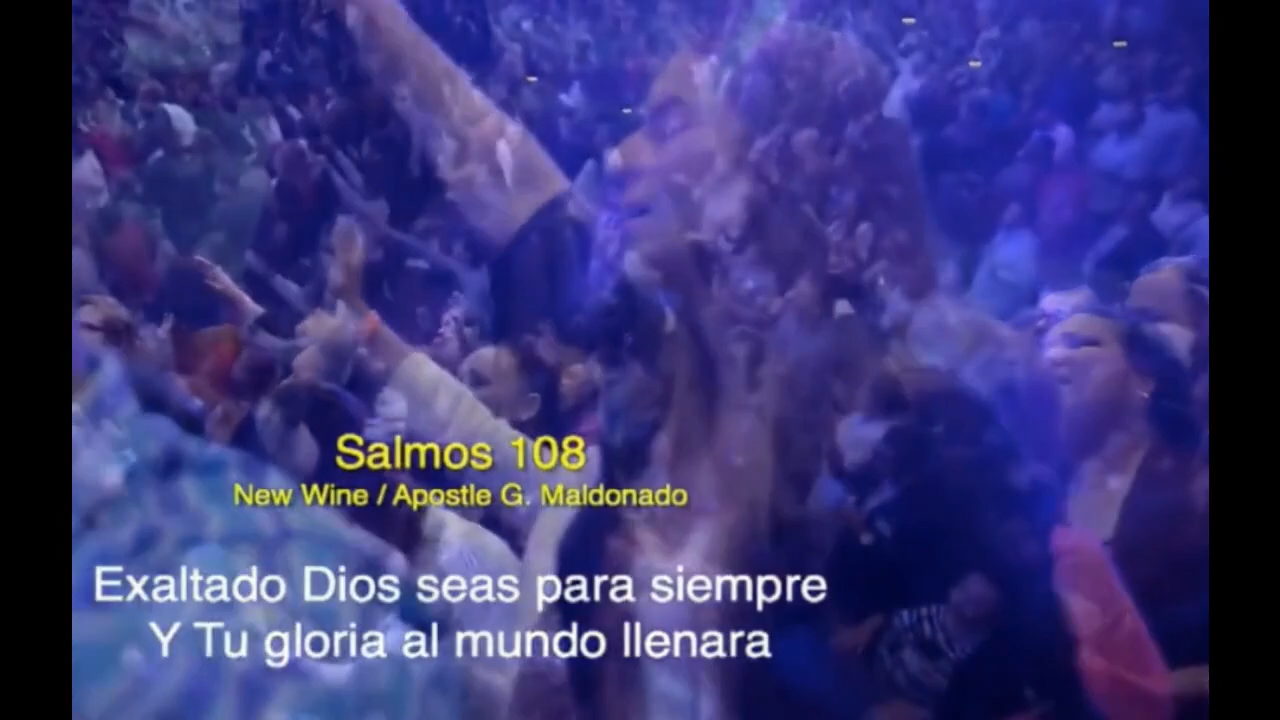 Salmos 108
New Wine / Apostle G. Maldonado
Exaltado Dios seas para siempre
Y Tu gloria al mundo llenara